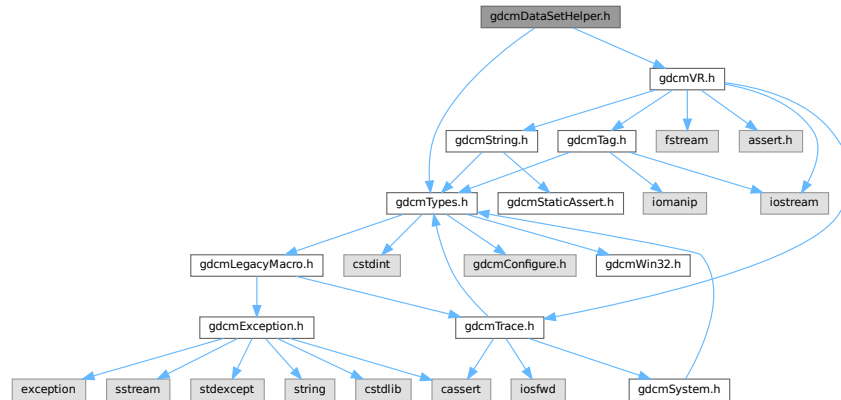 gdcmDataSetHelper.h
gdcmVR.h
gdcmString.h
gdcmTag.h
fstream
assert.h
gdcmTypes.h
gdcmStaticAssert.h
iomanip
iostream
gdcmLegacyMacro.h
cstdint
gdcmConfigure.h
gdcmWin32.h
gdcmException.h
gdcmTrace.h
exception
sstream
stdexcept
string
cstdlib
cassert
iosfwd
gdcmSystem.h